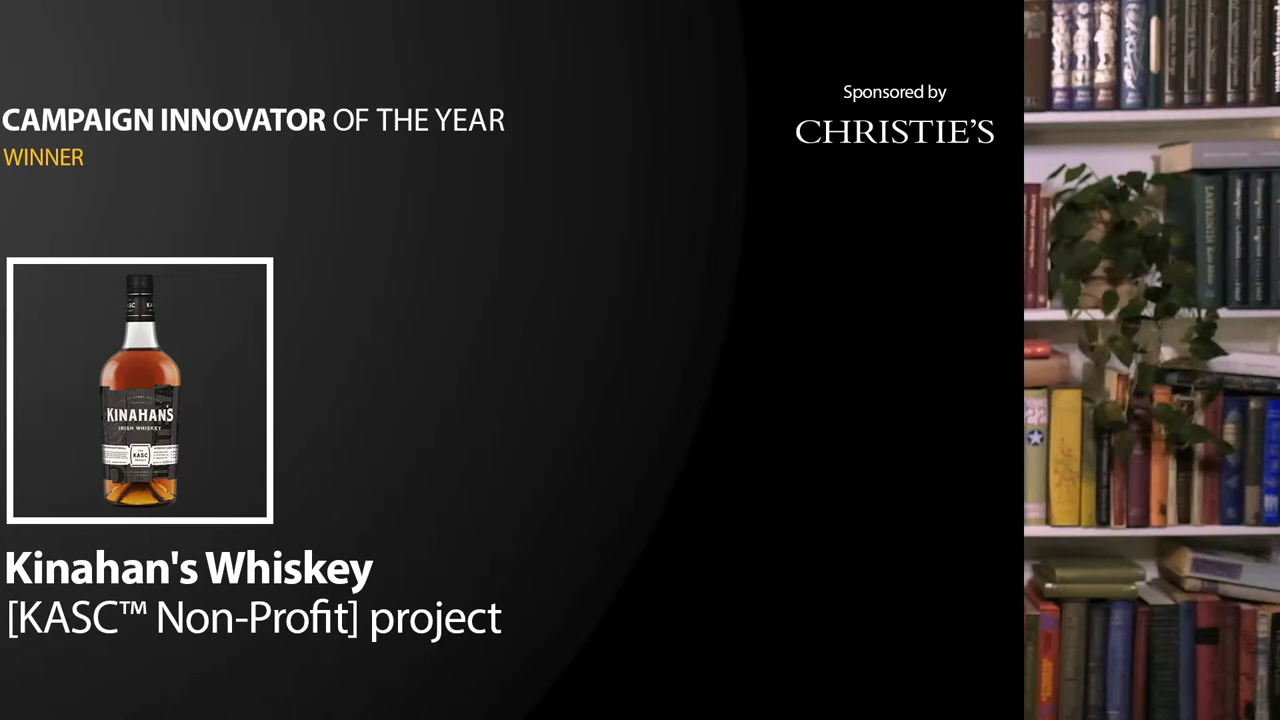 CAMPAIGN INNOVATOR OF THE YEAR
WINNER
Sponsored by
CHRISTIE'S
KINAHAN'S
IRISH WHISKEY
KASC
Kinahan's Whiskey
[KASC™ Non-Profit] project
LABYRINTH